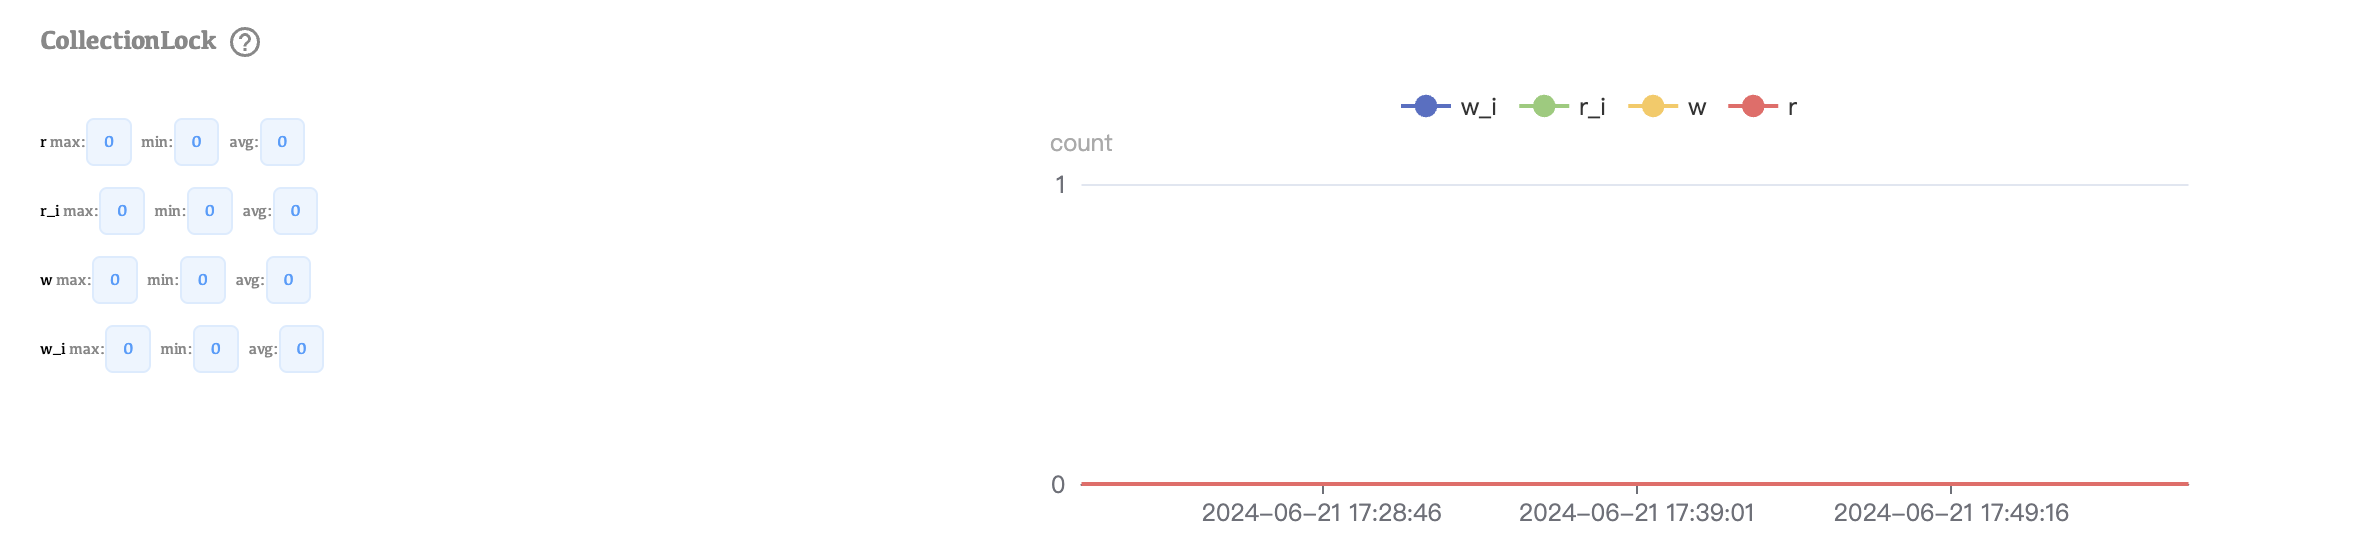 CollectionLock ?
r max: 0 min: 0 avg: 0
r_i max: 0 min: 0 avg: 0
w max: 0 min: 0 avg: 0
w_i max: 0 min: 0 avg: 0
w_i r_i w r
count
1
0
2024-06-21 17:28:46 2024-06-21 17:39:01 2024-06-21 17:49:16